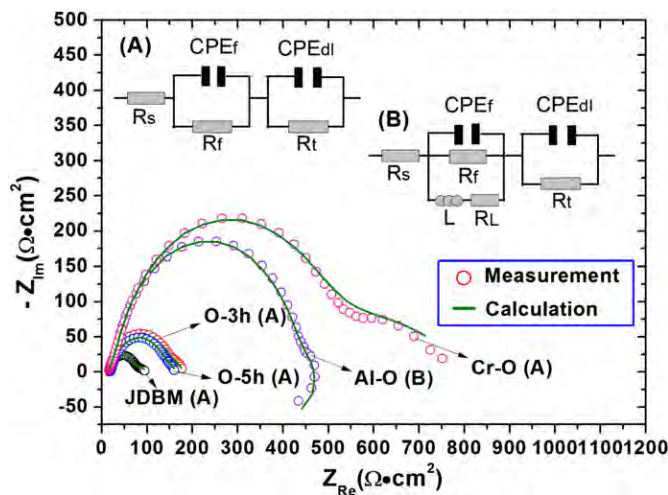 500
450
400
350
300
250
200
150
100
50
0
-50
- Z_Im (Ω•cm²)
(A)
CPEf
CPEdl
Rs
Rf
Rt
(B)
CPEf
CPEdl
Rs
Rf
L
RL
Rt
Measurement
Calculation
O-3h (A)
O-5h (A)
JDBM (A)
Al-O (B)
Cr-O (A)
0 100 200 300 400 500 600 700 800 900 1000 1100 1200
Z_Re (Ω•cm²)